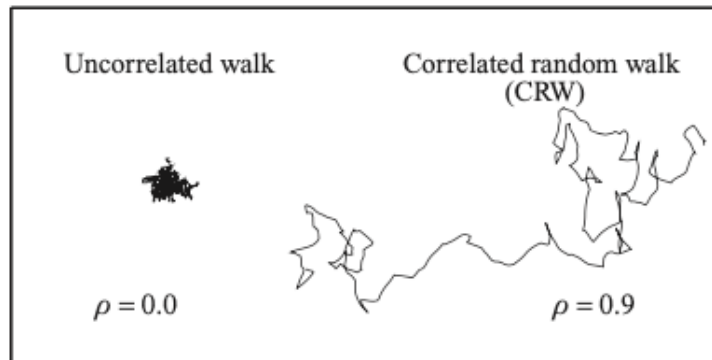 Uncorrelated walk
Correlated random walk
(CRW)
ρ = 0.0
ρ = 0.9